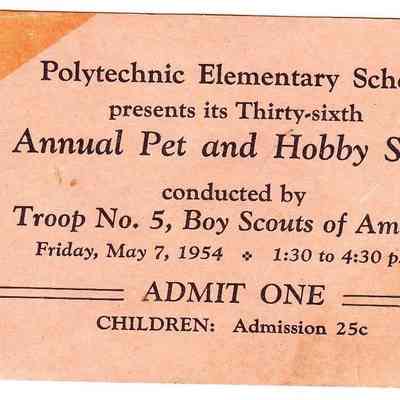 Polytechnic Elementary Scho
presents its Thirty-sixth
Annual Pet and Hobby S
conducted by
Troop No. 5, Boy Scouts of Am
Friday, May 7, 1954 ❖ 1:30 to 4:30 p.
ADMIT ONE
CHILDREN: Admission 25c